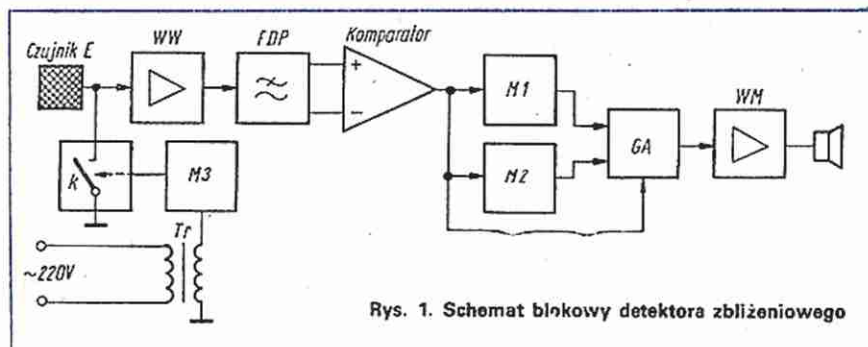 Czujnik E
WW
FDP
Komparator
M1
WM
GA
k
M3
M2
Tr
~220V
Rys. 1. Schemat blokowy detektora zbliżeniowego